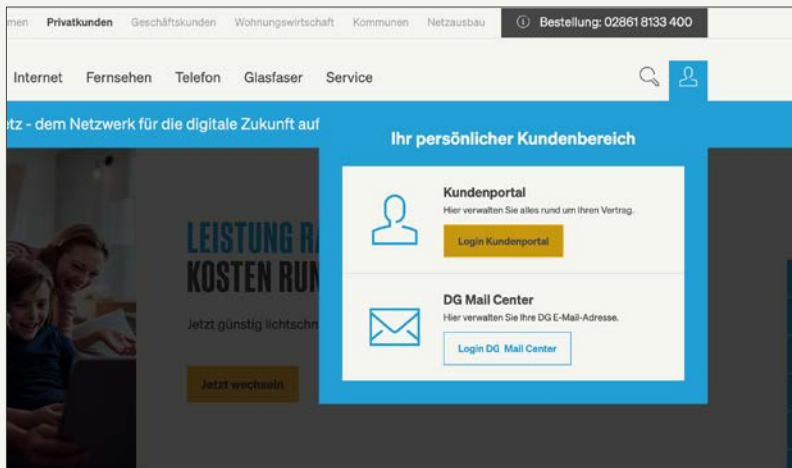 Privatkunden Geschäftskunden Wohnungswirtschaft Kommunen Netzausbau Bestellung: 02861 8133 400
Internet Fernsehen Telefon Glasfaser Service
- dem Netzwerk für die digitale Zukunft auf
Ihr persönlicher Kundenbereich
Kundenportal
Hier verwalten Sie alles rund um Ihren Vertrag.
Login Kundenportal
DG Mail Center
Hier verwalten Sie Ihre DG E-Mail-Adresse.
Login DG Mail Center
LEISTUNG
KOSTEN
Jetzt günstig
Jetzt wechseln